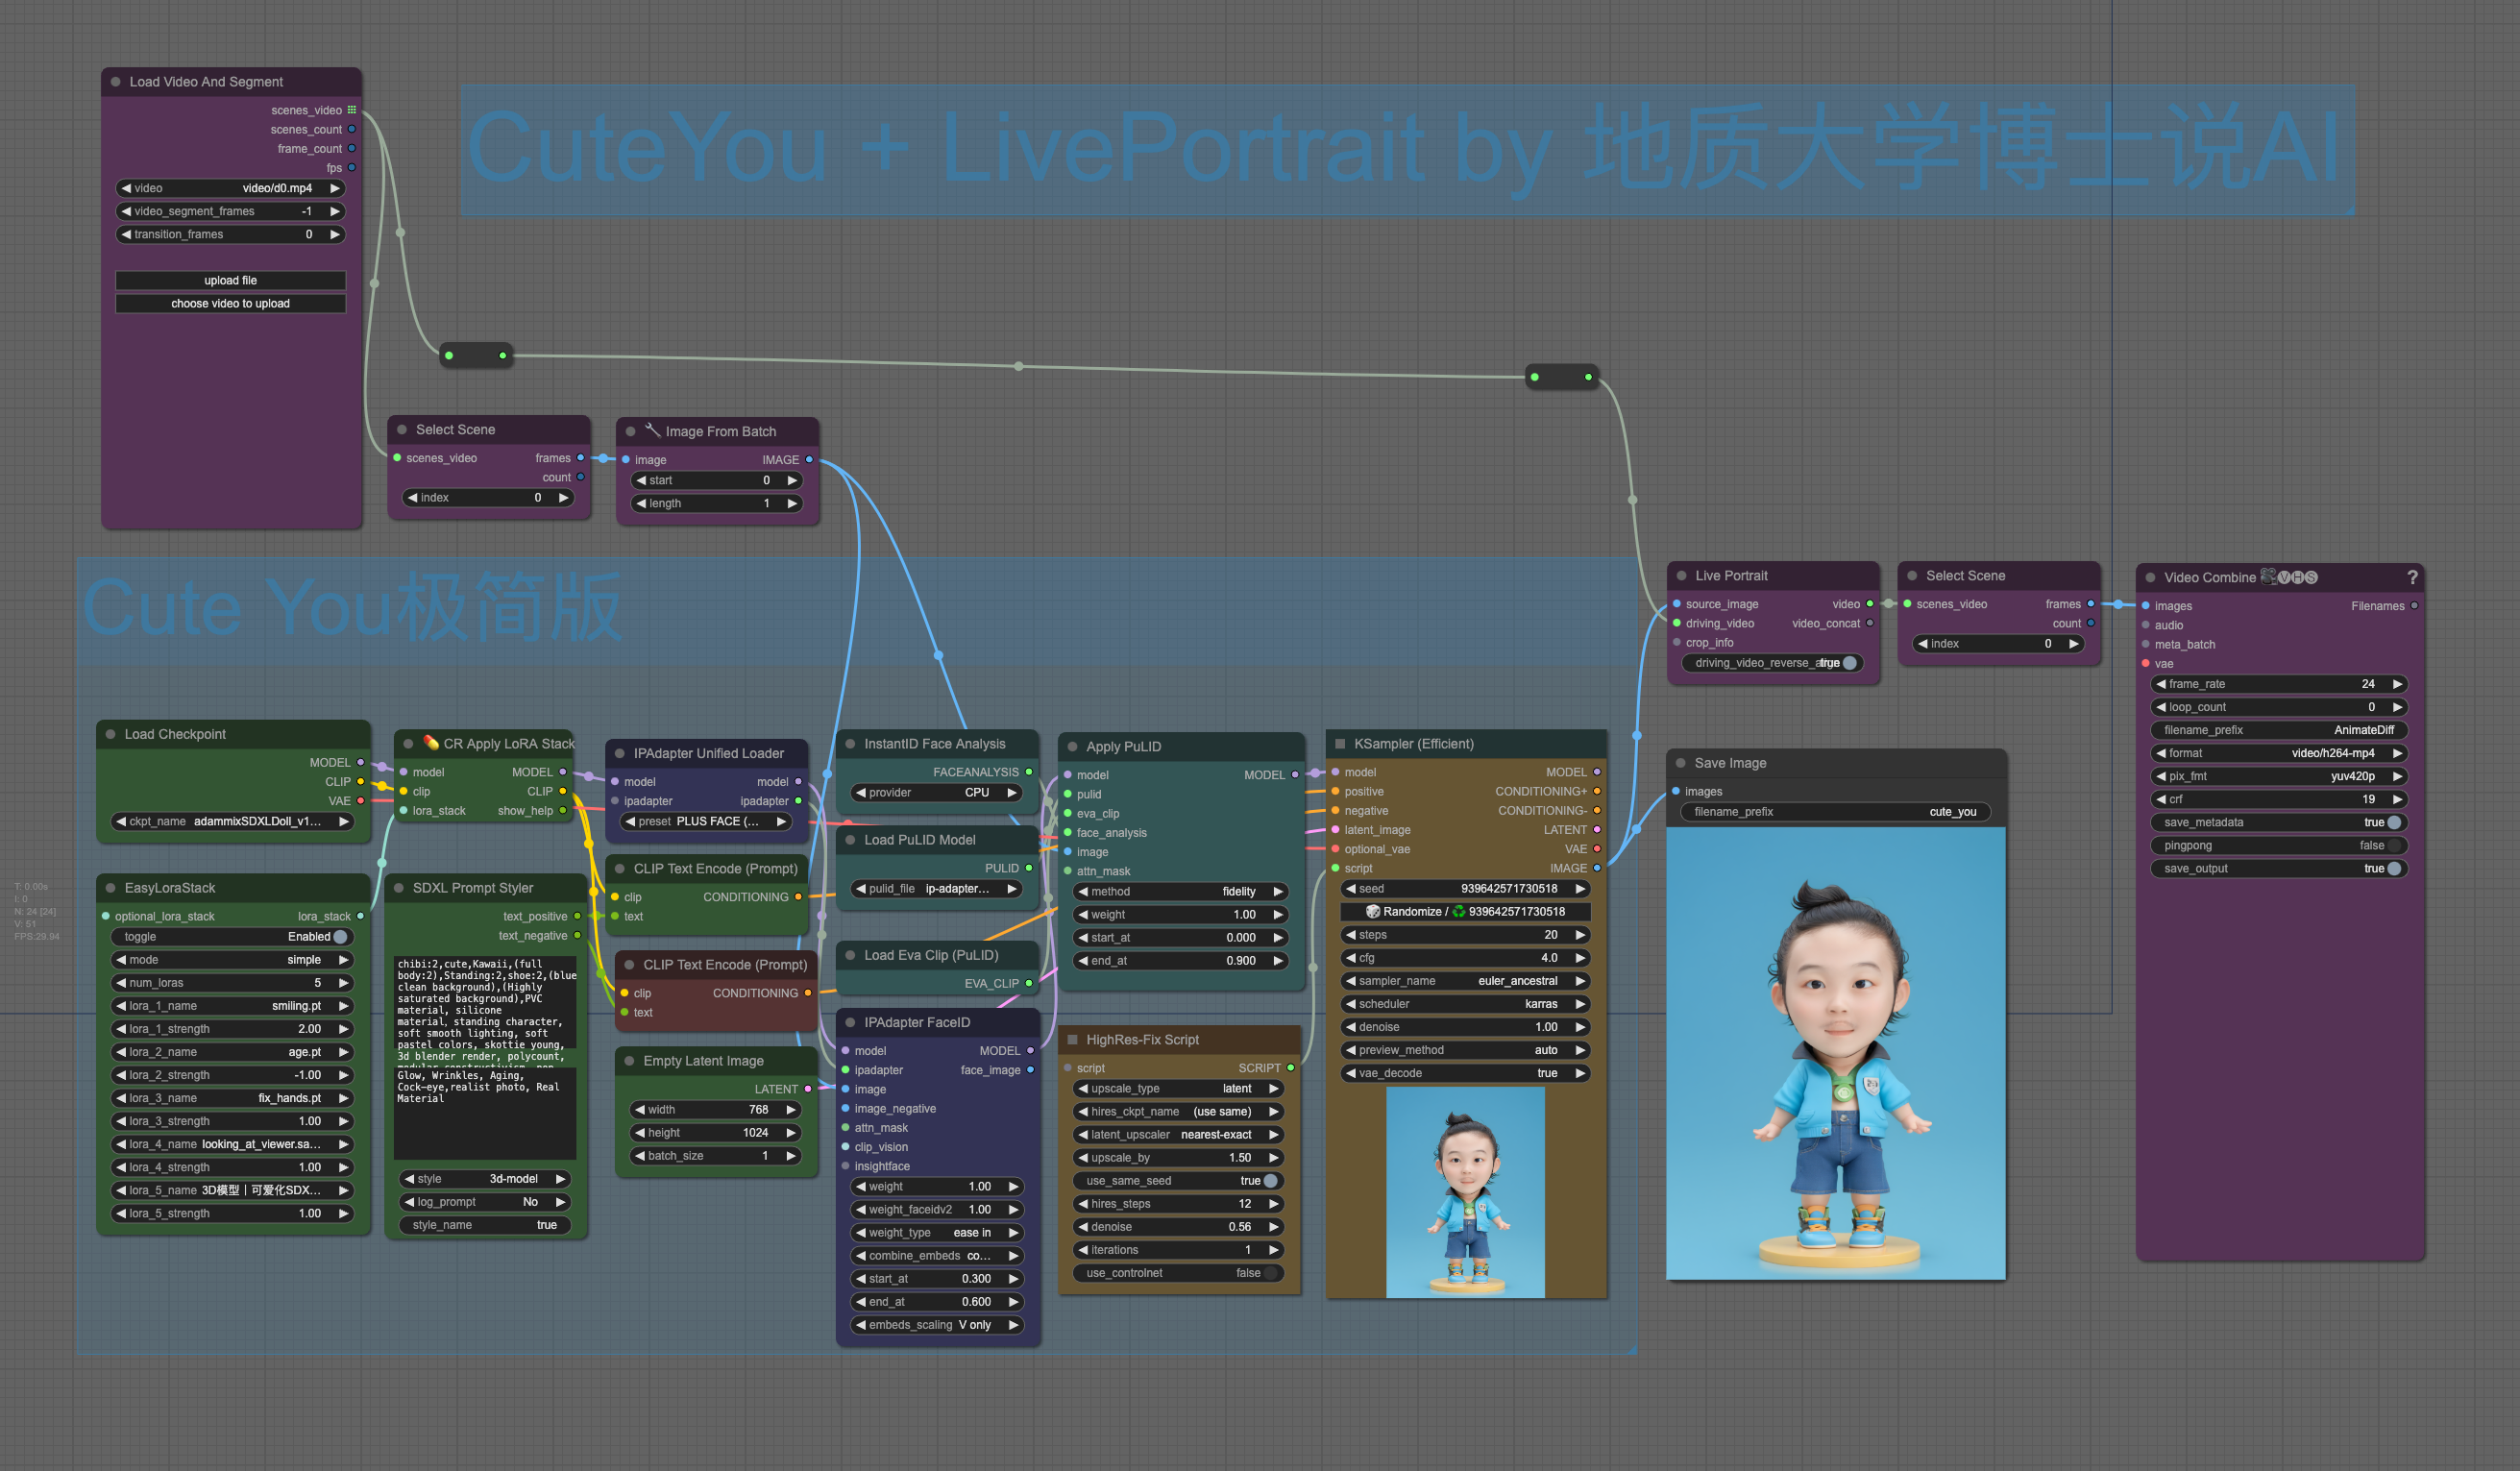 Load Video And Segment
scenes_video
scenes_count
frame_count
fps
video video/d0.mp4
video_segment_frames -1
transition_frames 0
upload file
choose video to upload
CuteYou + LivePortrait by 地质大学博士说AI
Select Scene
scenes_video frames
count
index 0
Image From Batch
image IMAGE
start 0
length 1
Cute You极简版
Load Checkpoint
MODEL
CLIP
VAE
ckpt_name adammixSDXLDoll_v1...
CR Apply LoRA Stack
model MODEL
clip CLIP
lora_stack show_help
EasyLoraStack
optional_lora_stack lora_stack
toggle Enabled
mode simple
num_loras 5
lora_1_name smiling.pt
lora_1_strength 2.00
lora_2_name age.pt
lora_2_strength -1.00
lora_3_name fix_hands.pt
lora_3_strength 1.00
lora_4_name looking_at_viewer.sa...
lora_4_strength 1.00
lora_5_name 3D模型丨可爱化SDX...
lora_5_strength 1.00
SDXL Prompt Styler
text_positive
text_negative
chibi:2,cute,Kawaii,(full
body:2),Standing:2,shoe:2,(blue
clean background),(Highly
saturated background),PVC
material, silicone
material, standing character,
soft smooth lighting, soft
pastel colors, skottie young,
3d blender render, polycount,
Glow, Wrinkles, Aging,
Cock-eye,realist photo, Real
Material
style 3d-model
log_prompt No
style_name true
IPAdapter Unified Loader
model model
ipadapter ipadapter
preset PLUS FACE (...
CLIP Text Encode (Prompt)
clip CONDITIONING
text
CLIP Text Encode (Prompt)
clip CONDITIONING
text
Empty Latent Image
LATENT
width 768
height 1024
batch_size 1
InstantID Face Analysis
FACEANALYSIS
provider CPU
Load PuLID Model
PULID
pulid_file ip-adapter...
Load Eva Clip (PuLID)
EVA_CLIP
IPAdapter FaceID
model MODEL
ipadapter face_image
image
image_negative
attn_mask
clip_vision
insightface
weight 1.00
weight_faceidv2 1.00
weight_type ease in
combine_embeds co...
start_at 0.300
end_at 0.600
embeds_scaling V only
Apply PuLID
model MODEL
pulid
eva_clip
face_analysis
image
attn_mask
method fidelity
weight 1.00
start_at 0.000
end_at 0.900
HighRes-Fix Script
script SCRIPT
upscale_type latent
hires_ckpt_name (use same)
latent_upscaler nearest-exact
upscale_by 1.50
use_same_seed true
hires_steps 12
denoise 0.56
iterations 1
use_controlnet false
KSampler (Efficient)
model MODEL
positive CONDITIONING+
negative CONDITIONING-
latent_image LATENT
optional_vae VAE
script IMAGE
seed 939642571730518
Randomize / 939642571730518
steps 20
cfg 4.0
sampler_name euler_ancestral
scheduler karras
denoise 1.00
preview_method auto
vae_decode true
Live Portrait
source_image video
driving_video video_concat
crop_info
driving_video_reverse_align true
Select Scene
scenes_video frames
count
index 0
Save Image
images
filename_prefix cute_you
Video Combine VHS ?
images Filenames
audio
meta_batch
vae
frame_rate 24
loop_count 0
filename_prefix AnimateDiff
format video/h264-mp4
pix_fmt yuv420p
crf 19
save_metadata true
pingpong false
save_output true
T: 0.00s
I: 0
N: 24 [24]
V: 51
FPS:29.94